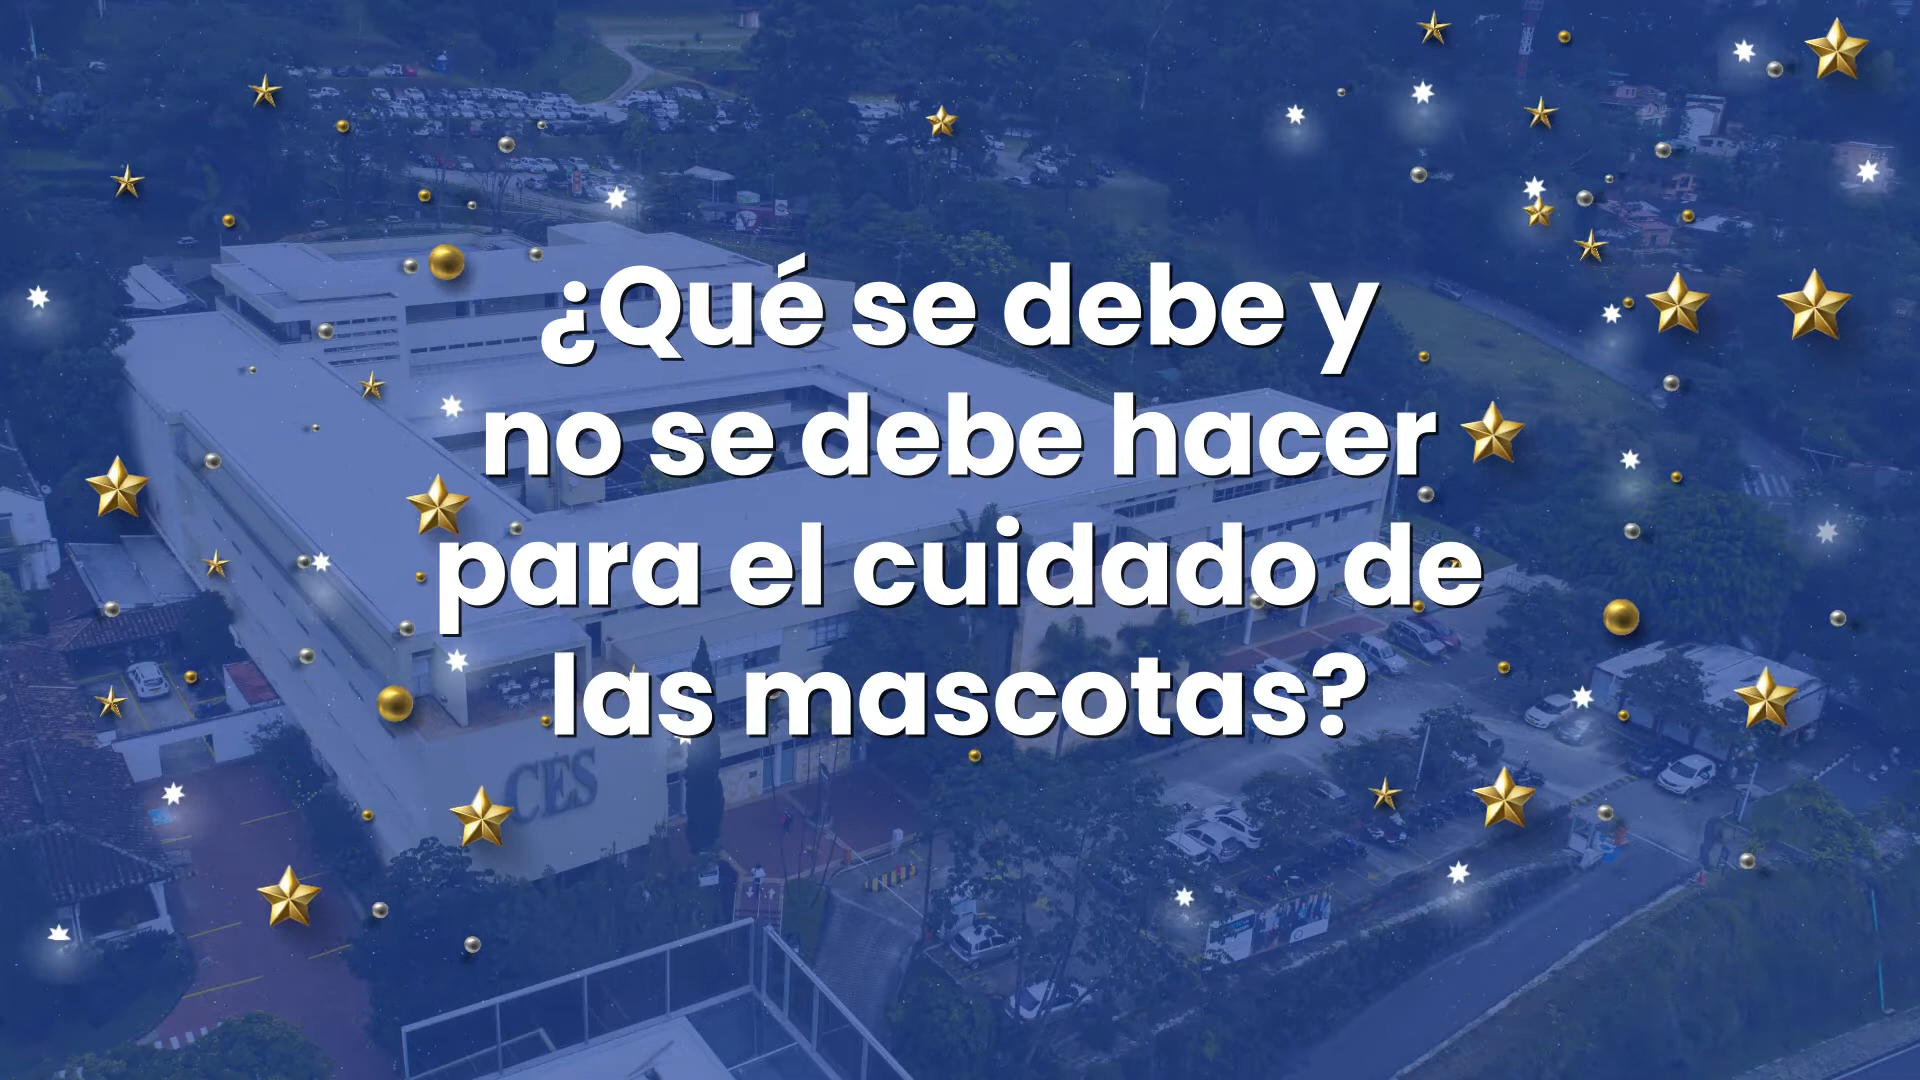 ¿Qué se debe y
no se debe hacer
para el cuidado de
las mascotas?
CES